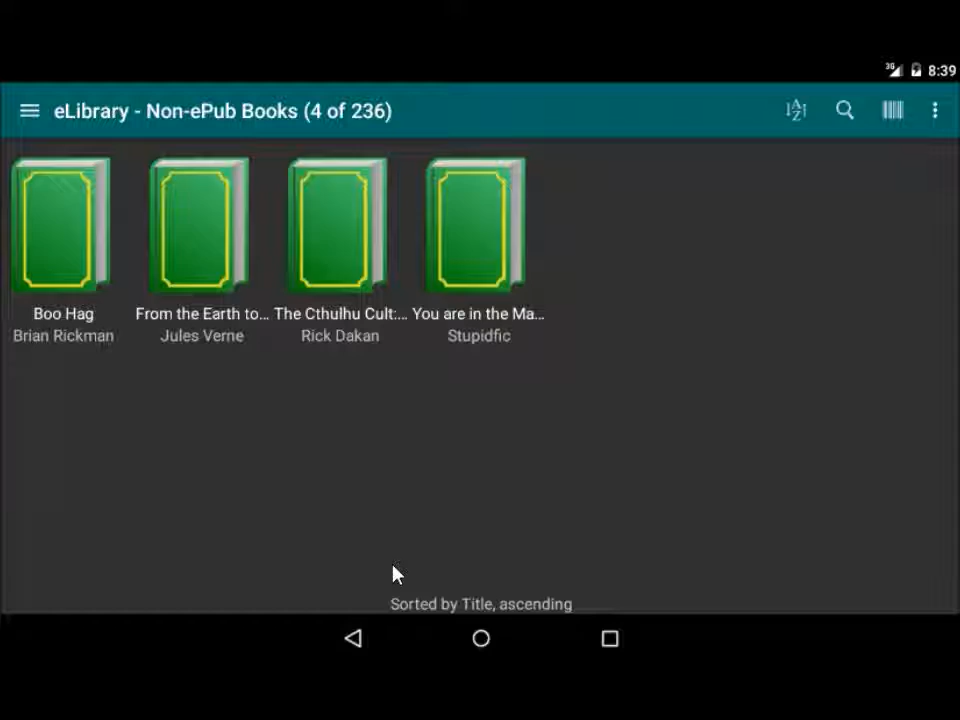 3G 8:39
eLibrary - Non-ePub Books (4 of 236)
Boo Hag From the Earth to... The Cthulhu Cult:... You are in the Ma...
Brian Rickman Jules Verne Rick Dakan Stupidfic
Sorted by Title, ascending